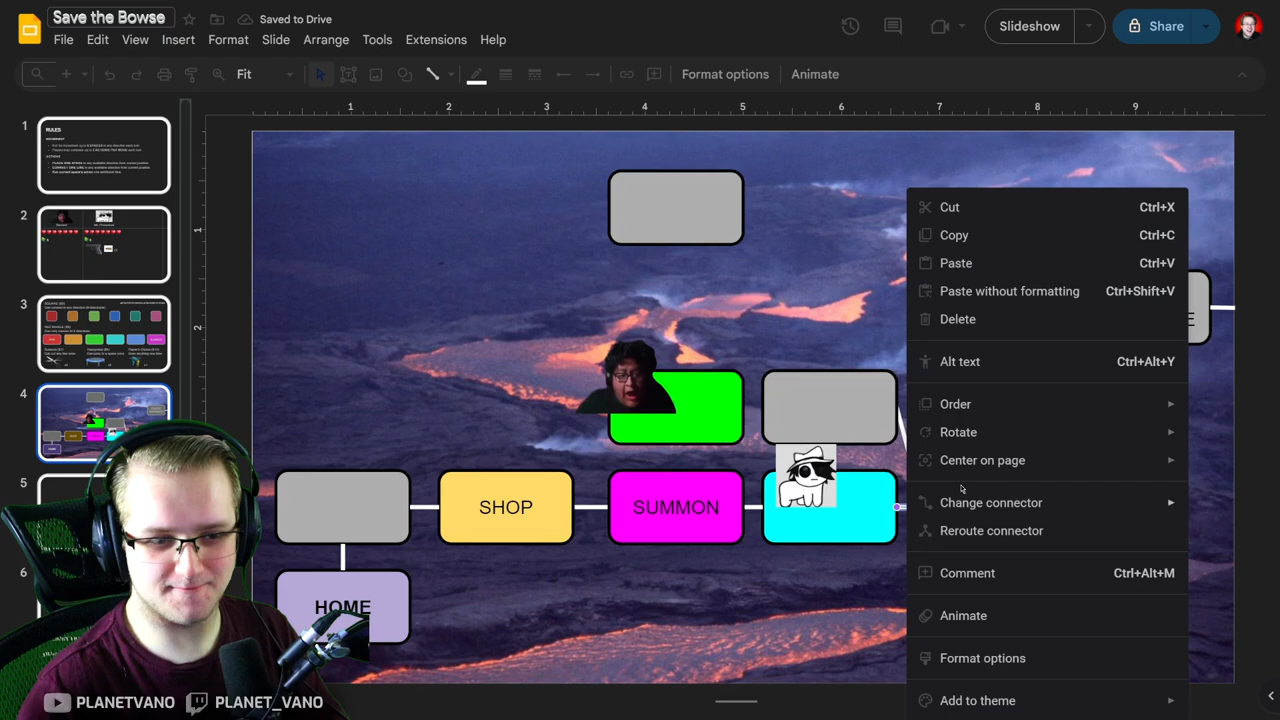 Save the Bowse
Saved to Drive
File Edit View Insert Format Slide Arrange Tools Extensions Help
Slideshow
Share
Fit
Format options
Animate
1 2 3 4 5 6 7 8 9
1
2
1
RULES
2
3
4
5
6
SHOP
SUMMON
HOME
E
Cut Ctrl+X
Copy Ctrl+C
Paste Ctrl+V
Paste without formatting Ctrl+Shift+V
Delete
Alt text Ctrl+Alt+Y
Order
Rotate
Center on page
Change connector
Reroute connector
Comment Ctrl+Alt+M
Animate
Format options
Add to theme
PLANETVANO PLANET_VANO